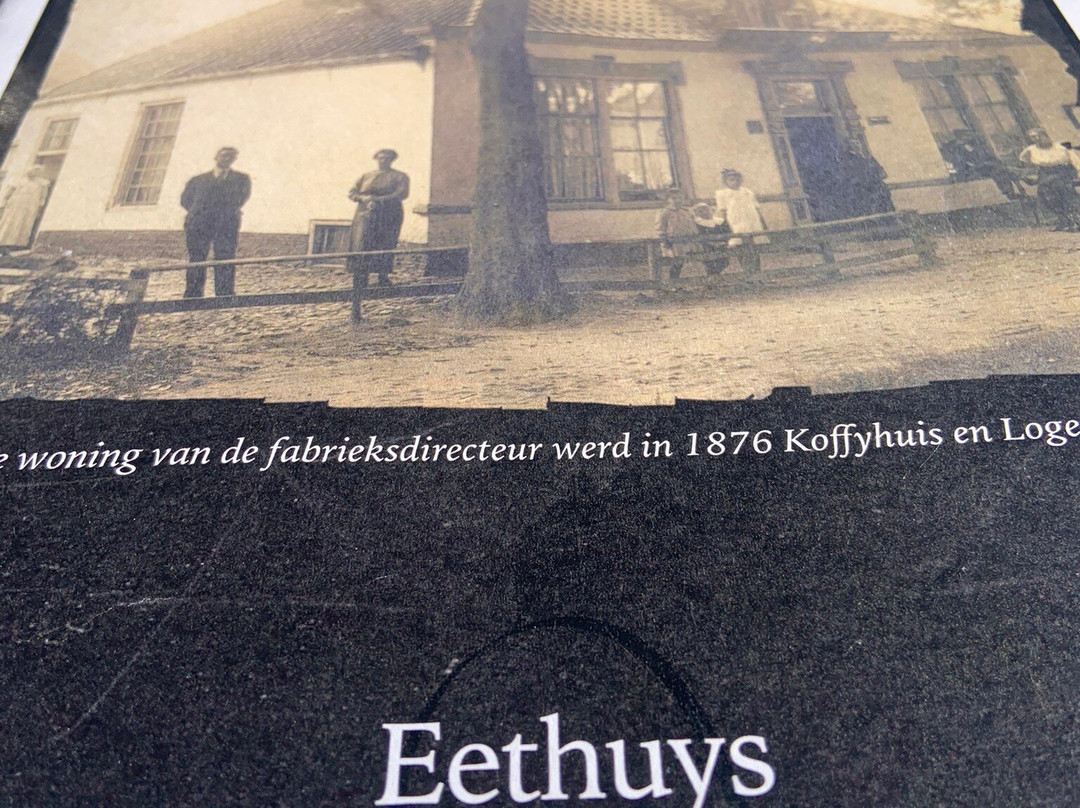 woning van de fabrieksdirecteur werd in 1876 Koffyhuis en Loge
Eethuys